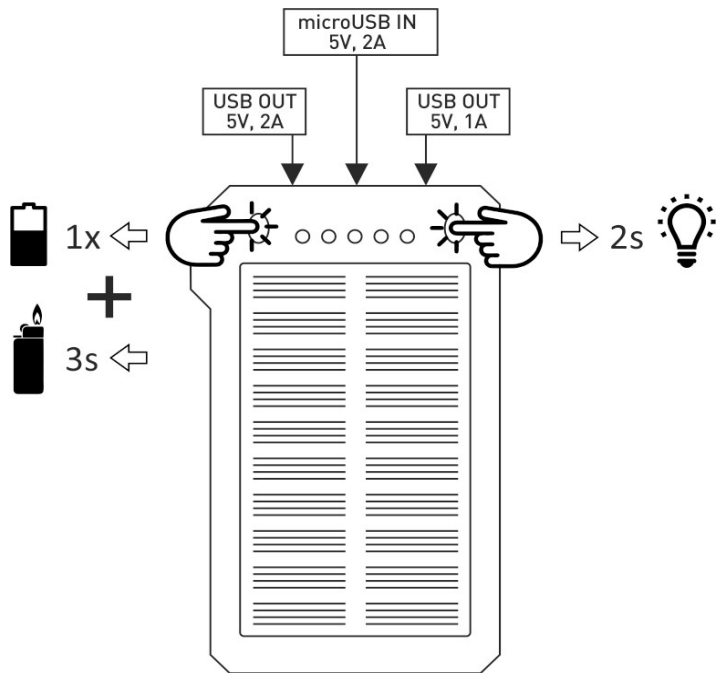 microUSB IN
5V, 2A
USB OUT
5V, 2A
USB OUT
5V, 1A
1x
2s
+
3s